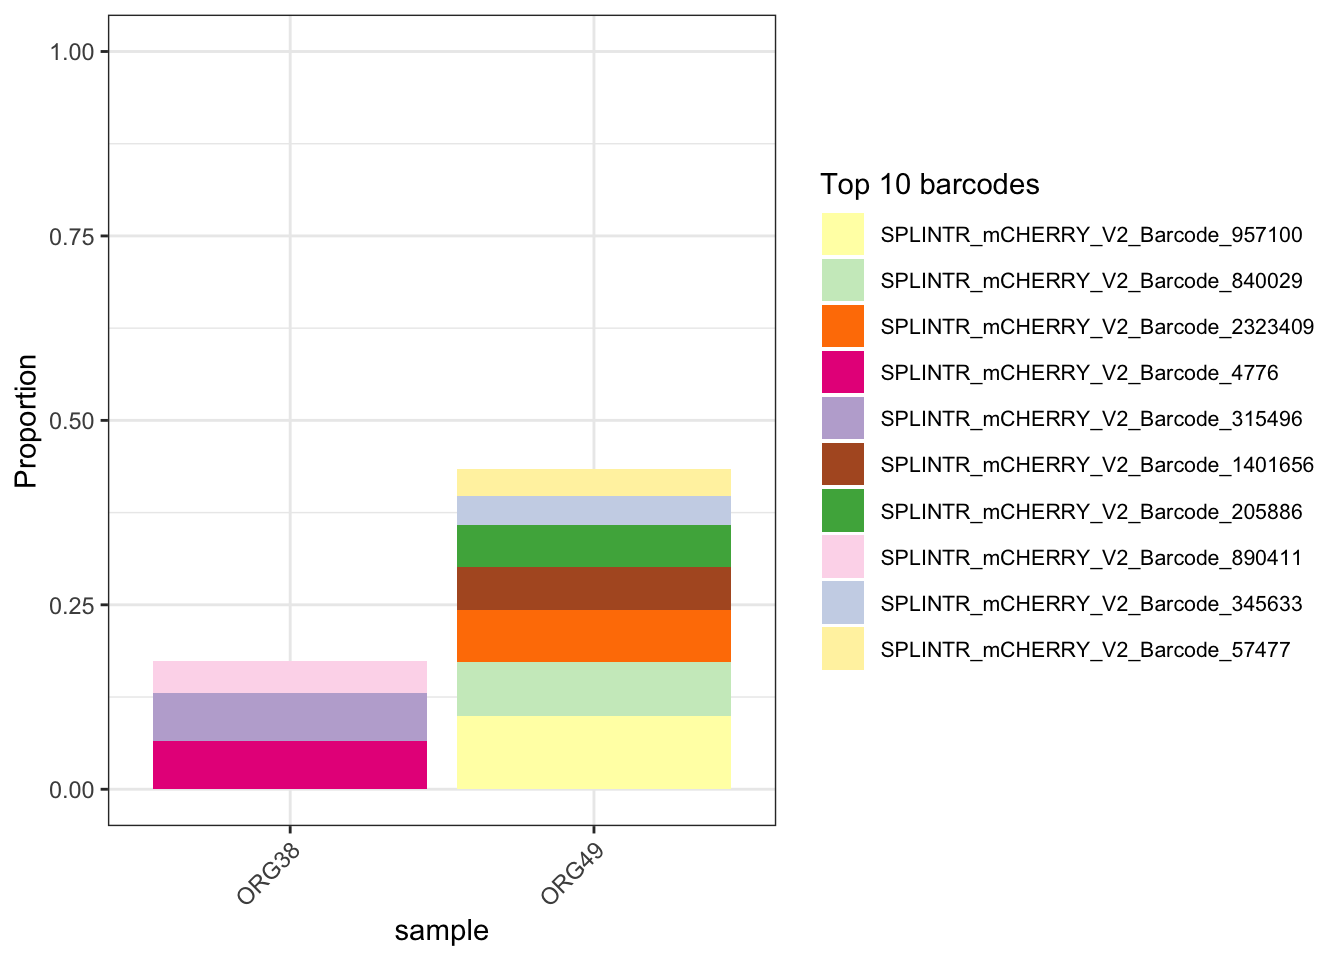 1.00
0.75
0.50
0.25
0.00
Proportion
ORG38
ORG49
sample
Top 10 barcodes
SPLINTR_mCHERRY_V2_Barcode_957100
SPLINTR_mCHERRY_V2_Barcode_840029
SPLINTR_mCHERRY_V2_Barcode_2323409
SPLINTR_mCHERRY_V2_Barcode_4776
SPLINTR_mCHERRY_V2_Barcode_315496
SPLINTR_mCHERRY_V2_Barcode_1401656
SPLINTR_mCHERRY_V2_Barcode_205886
SPLINTR_mCHERRY_V2_Barcode_890411
SPLINTR_mCHERRY_V2_Barcode_345633
SPLINTR_mCHERRY_V2_Barcode_57477